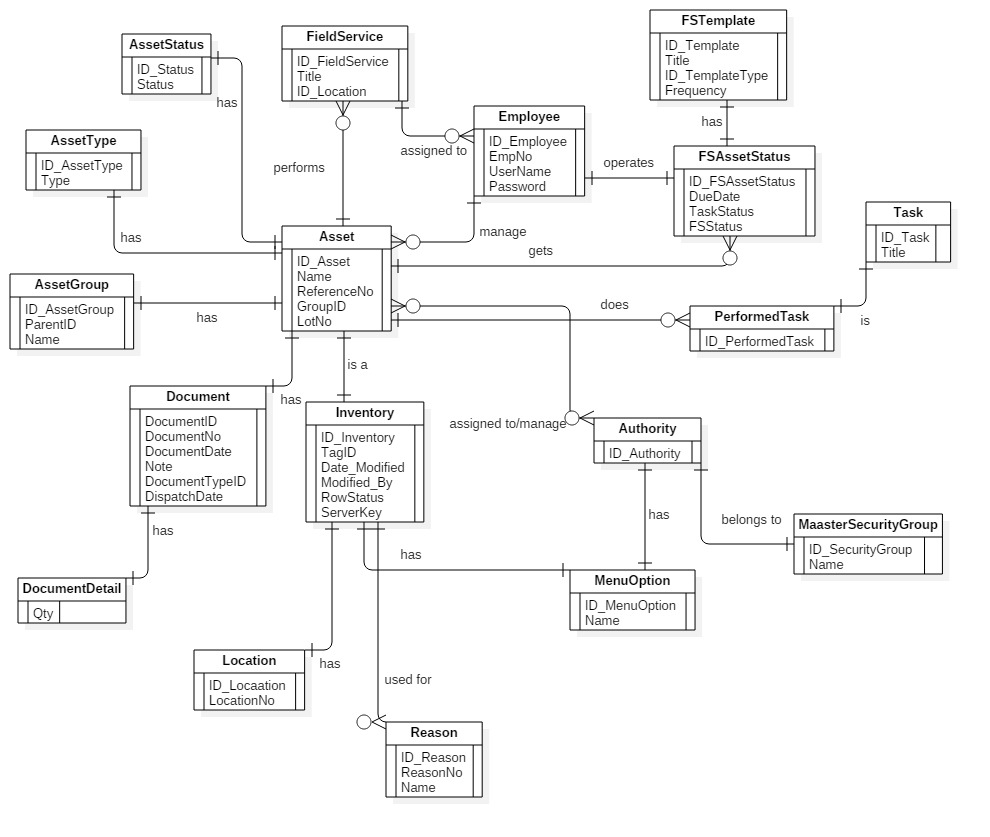 FSTemplate
ID_Template
Title
ID_TemplateType
Frequency
FieldService
ID_FieldService
Title
ID_Location
AssetStatus
ID_Status
Status
has
Employee
ID_Employee
EmpNo
UserName
Password
has
assigned to
AssetType
ID_AssetType
Type
performs
operates
FSAssetStatus
ID_FSAssetStatus
DueDate
TaskStatus
FSStatus
has
manage
gets
Asset
ID_Asset
Name
ReferenceNo
GroupID
LotNo
Task
ID_Task
Title
AssetGroup
ID_AssetGroup
ParentID
Name
has
does
PerformedTask
ID_PerformedTask
is
is a
has
Document
DocumentID
DocumentNo
DocumentDate
Note
DocumentTypeID
DispatchDate
Inventory
ID_Inventory
TagID
Date_Modified
Modified_By
RowStatus
ServerKey
assigned to/manage
Authority
ID_Authority
has
belongs to
MaasterSecurityGroup
ID_SecurityGroup
Name
has
has
DocumentDetail
Qty
MenuOption
ID_MenuOption
Name
Location
ID_Locaation
LocationNo
has
used for
Reason
ID_Reason
ReasonNo
Name